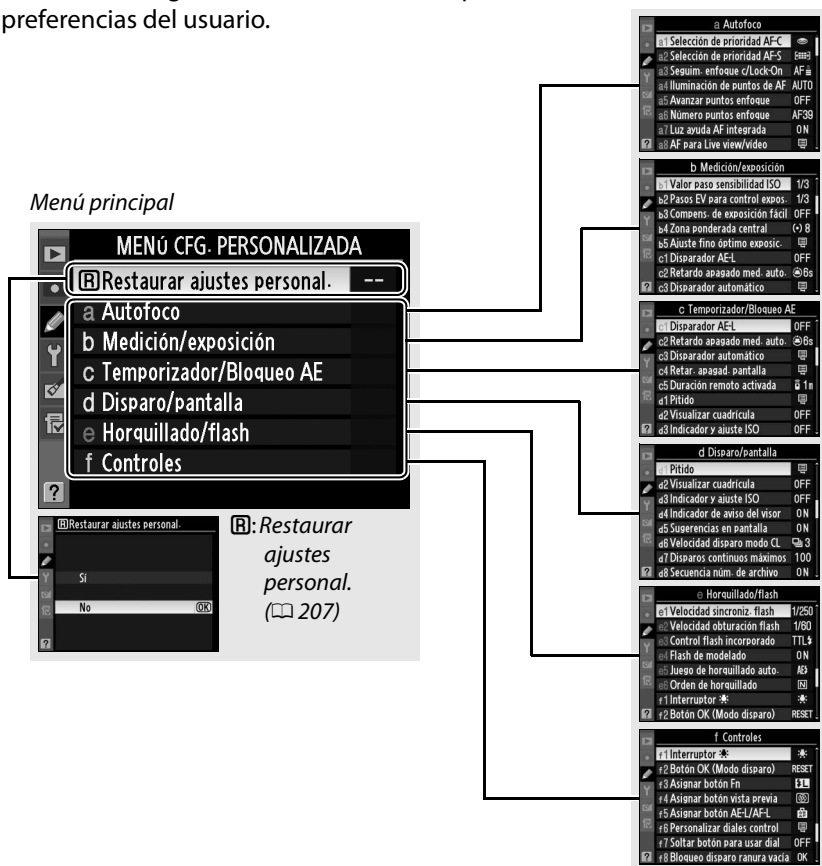 preferencias del usuario.
Menú principal
MENÚ CFG. PERSONALIZADA
R Restaurar ajustes personal. --
a Autofoco
b Medición/exposición
c Temporizador/Bloqueo AE
d Disparo/pantalla
e Horquillado/flash
f Controles
?
R Restaurar ajustes personal.
Sí
No OK
?
R: Restaurar
ajustes
personal.
(207)
a Autofoco
a1 Selección de prioridad AF-C
a2 Selección de prioridad AF-S
a3 Seguim. enfoque c/Lock-On AF
a4 Iluminación de puntos de AF AUTO
a5 Avanzar puntos enfoque OFF
a6 Número puntos enfoque AF39
a7 Luz ayuda AF integrada ON
? a8 AF para Live view/vídeo
b Medición/exposición
b1 Valor paso sensibilidad ISO 1/3
b2 Pasos EV para control expos. 1/3
b3 Compens. de exposición fácil OFF
b4 Zona ponderada central (•) 8
b5 Ajuste fino óptimo exposic.
c1 Disparador AE-L OFF
c2 Retardo apagado med. auto. 6s
? c3 Disparador automático
c Temporizador/Bloqueo AE
c1 Disparador AE-L OFF
c2 Retardo apagado med. auto. 6s
c3 Disparador automático
c4 Retar. apagad. pantalla
c5 Duración remoto activada 1m
d1 Pitido
d2 Visualizar cuadrícula OFF
? d3 Indicador y ajuste ISO OFF
d Disparo/pantalla
d1 Pitido
d2 Visualizar cuadrícula OFF
d3 Indicador y ajuste ISO OFF
d4 Indicador de aviso del visor ON
d5 Sugerencias en pantalla ON
d6 Velocidad disparo modo CL 3
d7 Disparos continuos máximos 100
? d8 Secuencia núm. de archivo ON
e Horquillado/flash
e1 Velocidad sincroniz. flash 1/250
e2 Velocidad obturación flash 1/60
e3 Control flash incorporado TTL
e4 Flash de modelado ON
e5 Juego de horquillado auto. AE
e6 Orden de horquillado N
f1 Interruptor
? f2 Botón OK (Modo disparo) RESET
f Controles
f1 Interruptor
f2 Botón OK (Modo disparo) RESET
f3 Asignar botón Fn L
f4 Asignar botón vista previa
f5 Asignar botón AE-L/AF-L
f6 Personalizar diales control
f7 Soltar botón para usar dial OFF
? f8 Bloqueo disparo ranura vacía OK